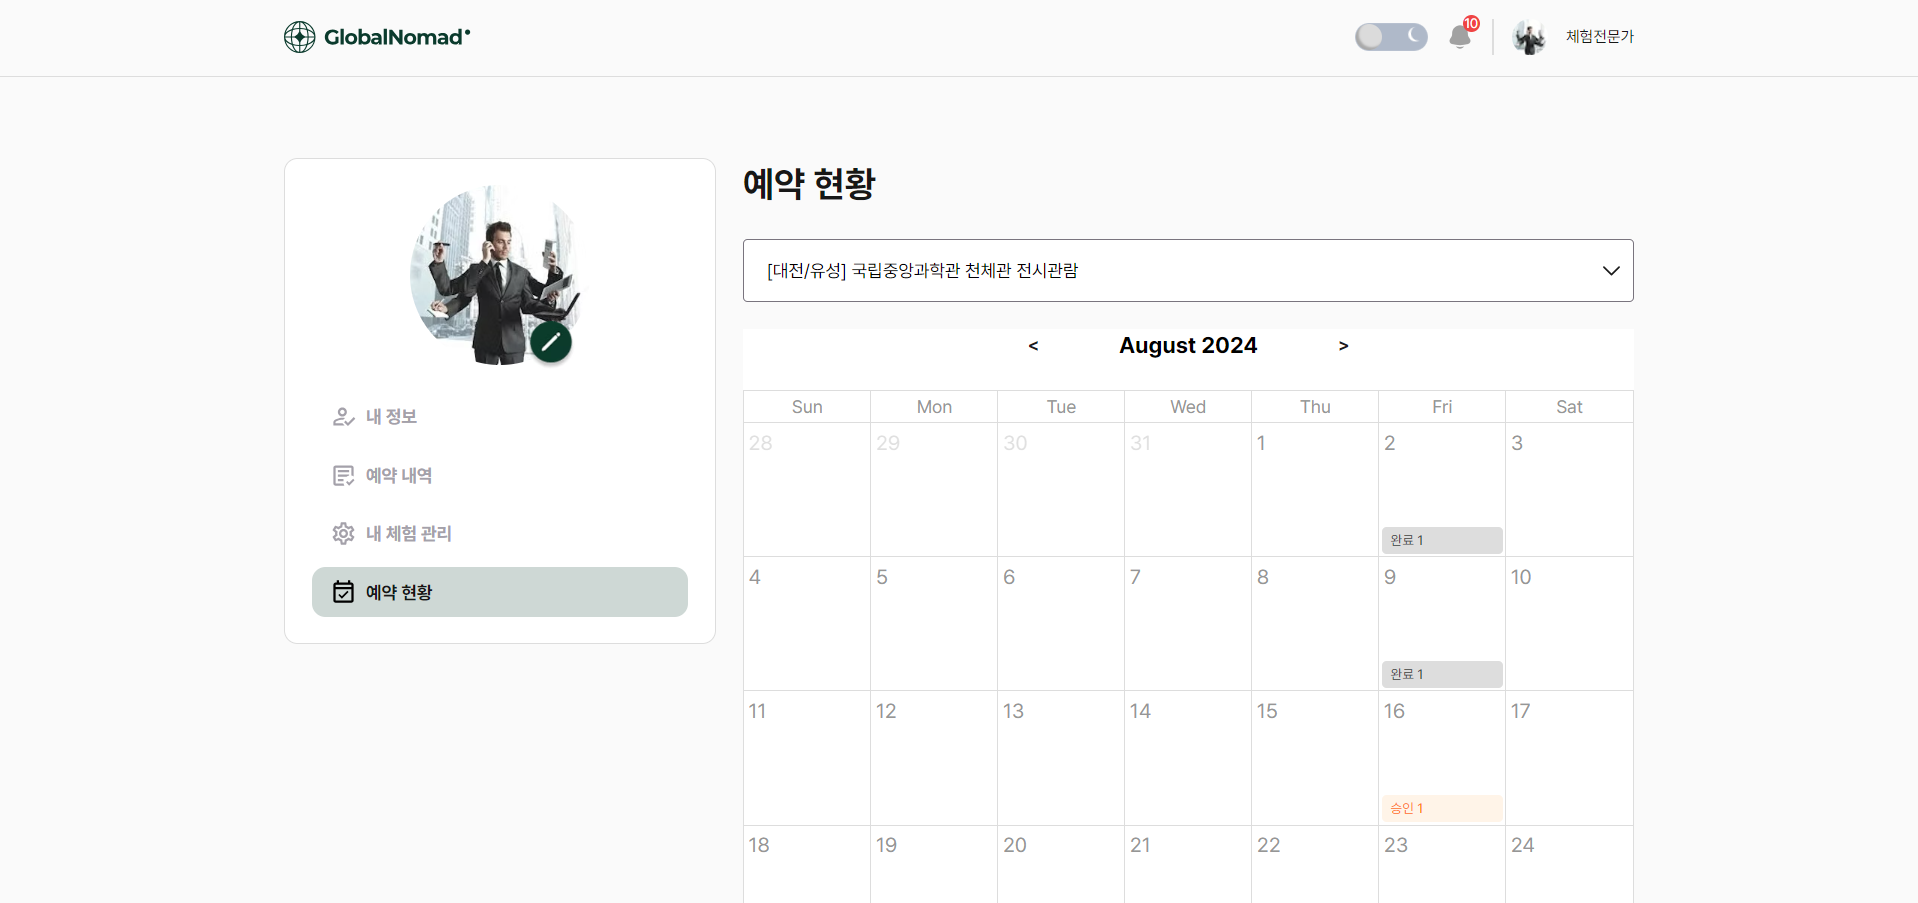 GlobalNomad
10
체험전문가
내 정보
예약 내역
내 체험 관리
예약 현황
예약 현황
[대전/유성] 국립중앙과학관 천체관 전시관람
< August 2024 >
Sun Mon Tue Wed Thu Fri Sat
28 29 30 31 1 2 3
완료 1
4 5 6 7 8 9 10
완료 1
11 12 13 14 15 16 17
승인 1
18 19 20 21 22 23 24